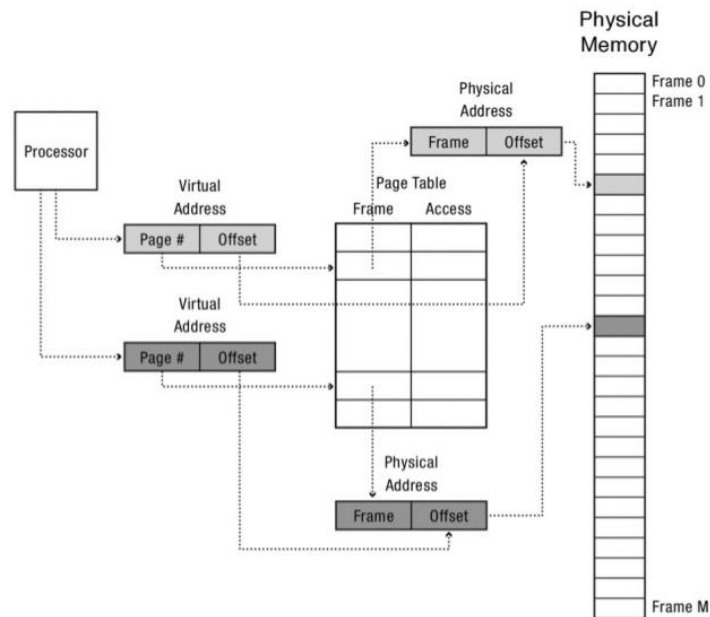 Physical
Memory
Frame 0
Frame 1
Physical
Address
Frame Offset
Processor
Page Table
Frame Access
Virtual
Address
Page # Offset
Virtual
Address
Page # Offset
Physical
Address
Frame Offset
Frame M